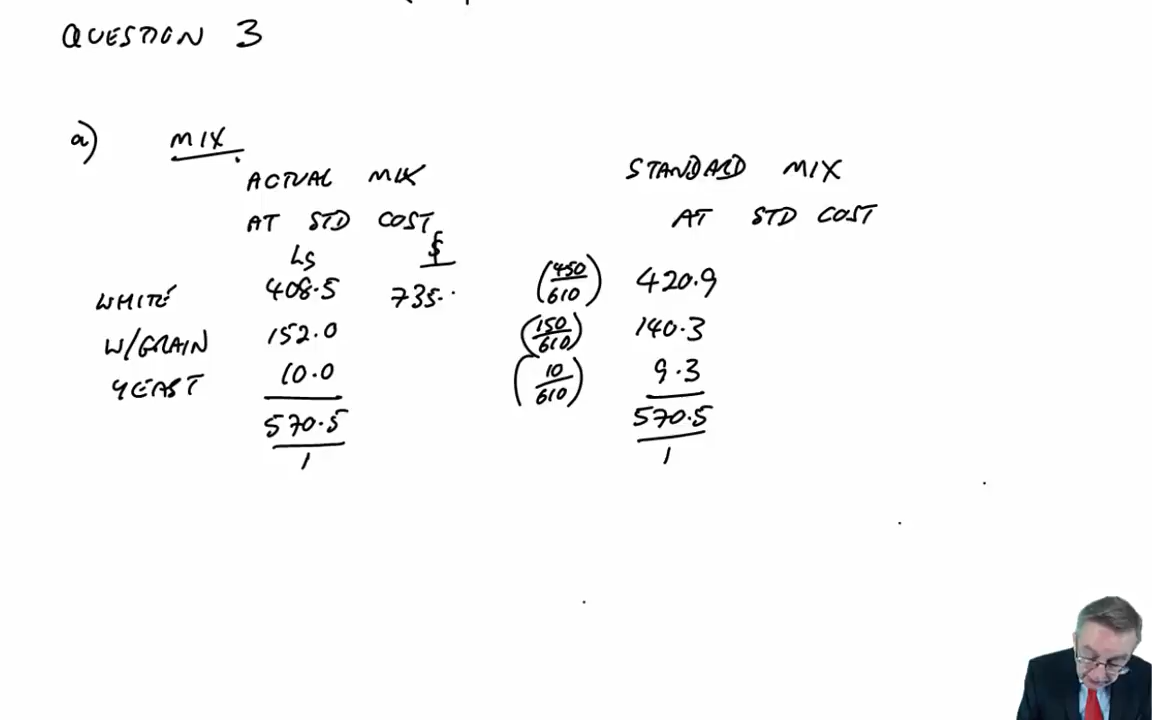 QUESTION 3
a) MIX
ACTUAL MIX STANDARD MIX
AT STD COST AT STD COST
$
WHITE 408.5 735. (450/610) 420.9
W/GRAIN 152.0 (150/610) 140.3
YEAST 10.0 (10/610) 9.3
570.5 570.5